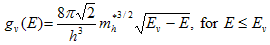 g_v(E) = \frac{8\pi\sqrt{2}}{h^3} m_h^{*3/2} \sqrt{E_v - E}, for E ≤ E_v